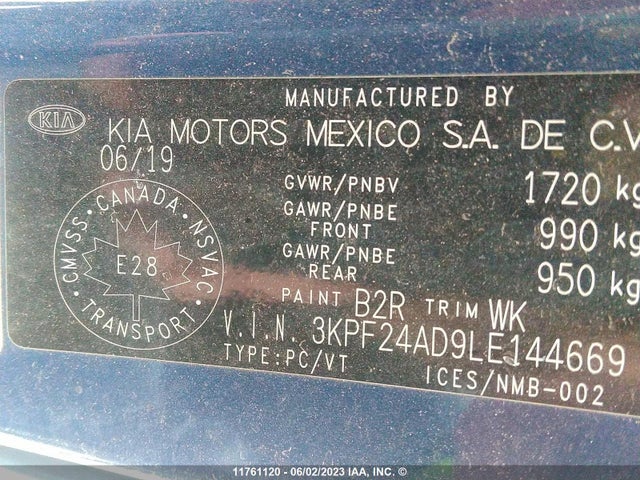 MANUFACTURED BY
KIA
KIA MOTORS MEXICO S.A. DE C.V
06/19
GVWR/PNBV 1720 kg
GAWR/PNBE FRONT 990 kg
GAWR/PNBE REAR 950 kg
CANADA · NSVAC · TRANSPORT · CMVSS ·
E28
PAINT B2R TRIM WK
V.I.N. 3KPF24AD9LE144669
TYPE:PC/VT
ICES/NMB-002
11761120 - 06/02/2023 IAA, INC. ©